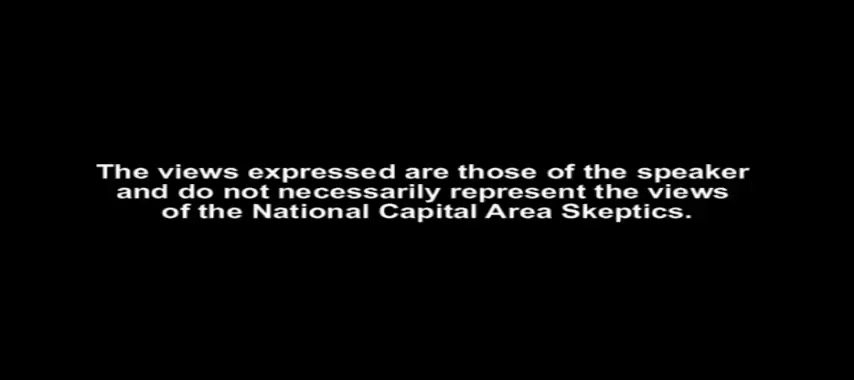 The views expressed are those of the speaker
and do not necessarily represent the views
of the National Capital Area Skeptics.